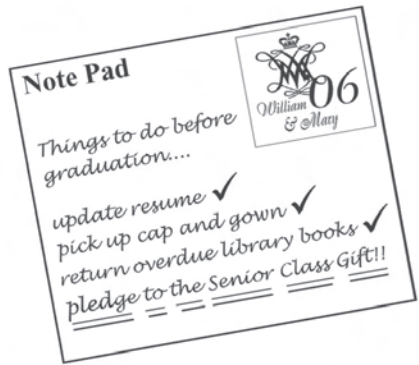 Note Pad
William 06
& Mary
Things to do before
graduation....
update resume ✓
pick up cap and gown ✓
return overdue library books ✓
pledge to the Senior Class Gift!!